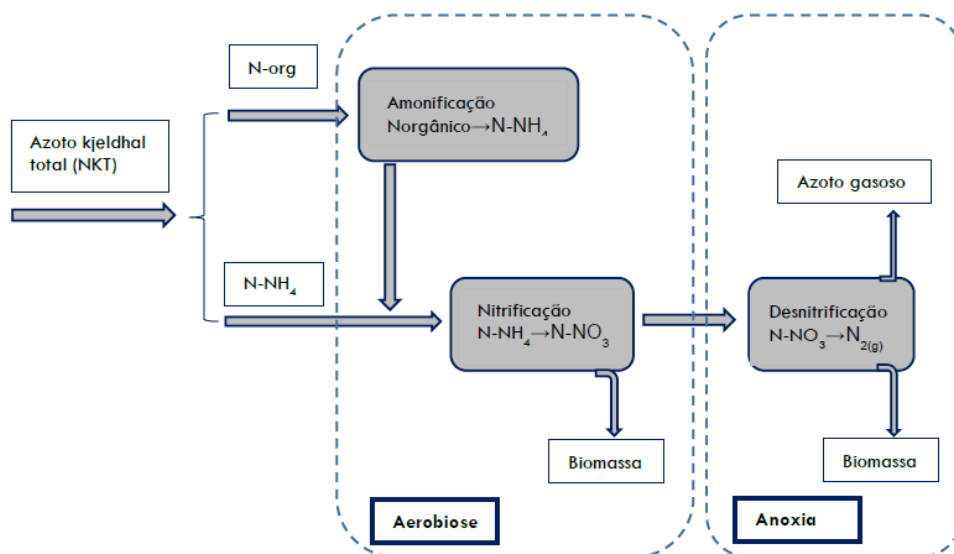 N-org
Amonificação
Norgânico→N-NH₄
Azoto kjeldhal
total (NKT)
Azoto gasoso
N-NH₄
Nitrificação
N-NH₄→N-NO₃
Desnitrificação
N-NO₃→N₂₍g₎
Biomassa
Biomassa
Aerobiose
Anoxia